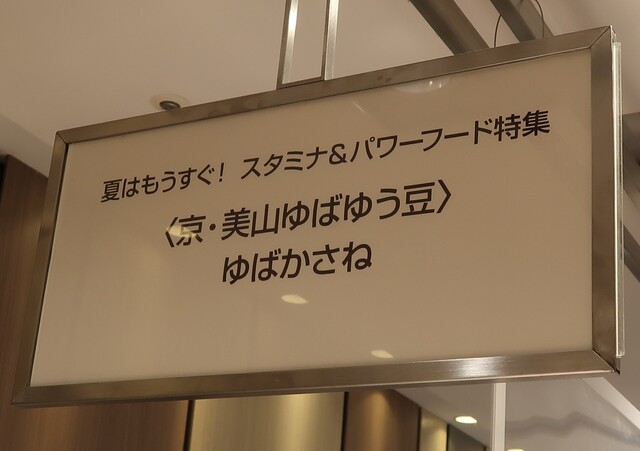 夏はもうすぐ！ スタミナ&パワーフード特集
〈京・美山ゆばゆう豆〉
ゆばかさね